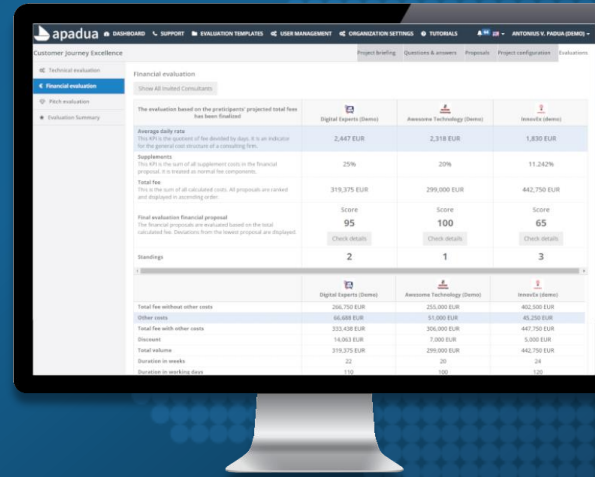 apadua DASHBOARD SUPPORT EVALUATION TEMPLATES USER MANAGEMENT ORGANIZATION SETTINGS TUTORIALS ANTONIUS V. PADUA (DEMO)
Customer Journey Excellence Project briefing Questions & answers Proposals Project configuration Evaluations
Technical evaluation
Financial evaluation
Pitch evaluation
Evaluation Summary
Financial evaluation
Show All Invited Consultants
The evaluation based on the praticipants' projected total fees
has been finalized
Digital Experts (Demo) Awesome Technology (Demo) InnovEx (demo)
Average daily rate
This KPI is the quotient of fee divided by days. It is an indicator
for the general cost structure of a consulting firm.
2,447 EUR 2,318 EUR 1,830 EUR
Supplements
This KPI is the sum of all supplement costs in the financial
proposal. It is treated as normal fee components.
25% 20% 11.242%
Total fee
This is the sum of all calculated costs. All proposals are ranked
and displayed in ascending order.
319,375 EUR 299,000 EUR 442,750 EUR
Final evaluation financial proposal
The financial proposals are evaluated based on the total
calculated fee. Deviations from the lowest proposal are displayed
Score Score Score
95 100 65
Check details Check details Check details
Standings 2 1 3
Digital Experts (Demo) Awesome Technology (Demo) InnovEx (demo)
Total fee without other costs 266,750 EUR 255,000 EUR 402,500 EUR
Other costs 66,688 EUR 51,000 EUR 45,250 EUR
Total fee with other costs 333,438 EUR 306,000 EUR 447,750 EUR
Discount 14,063 EUR 7,000 EUR 5,000 EUR
Total volume 319,375 EUR 299,000 EUR 442,750 EUR
Duration in weeks 22 20 24
Duration in working days 110 100 120